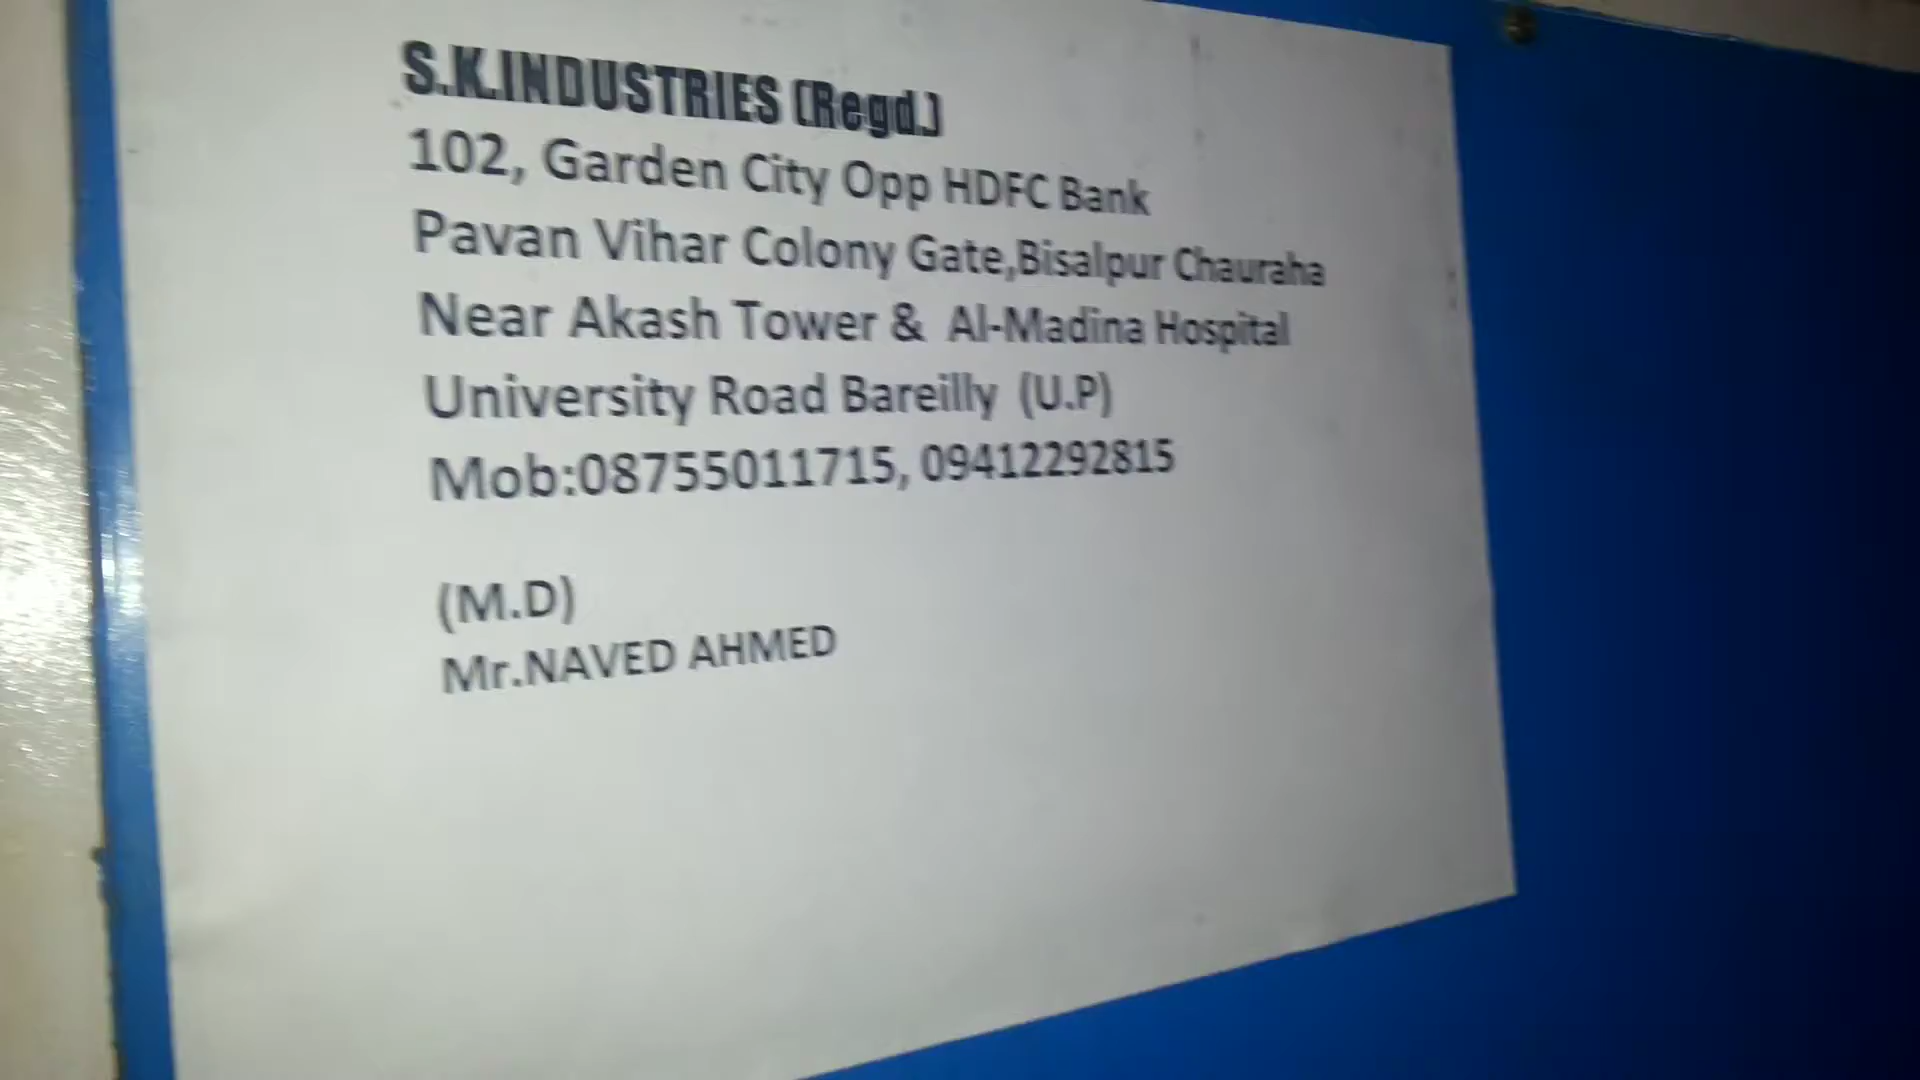 S.K.INDUSTRIES (Regd.)
102, Garden City Opp HDFC Bank
Pavan Vihar Colony Gate,Bisalpur Chauraha
Near Akash Tower & Al-Madina Hospital
University Road Bareilly (U.P)
Mob:08755011715, 09412292815
(M.D)
Mr.NAVED AHMED